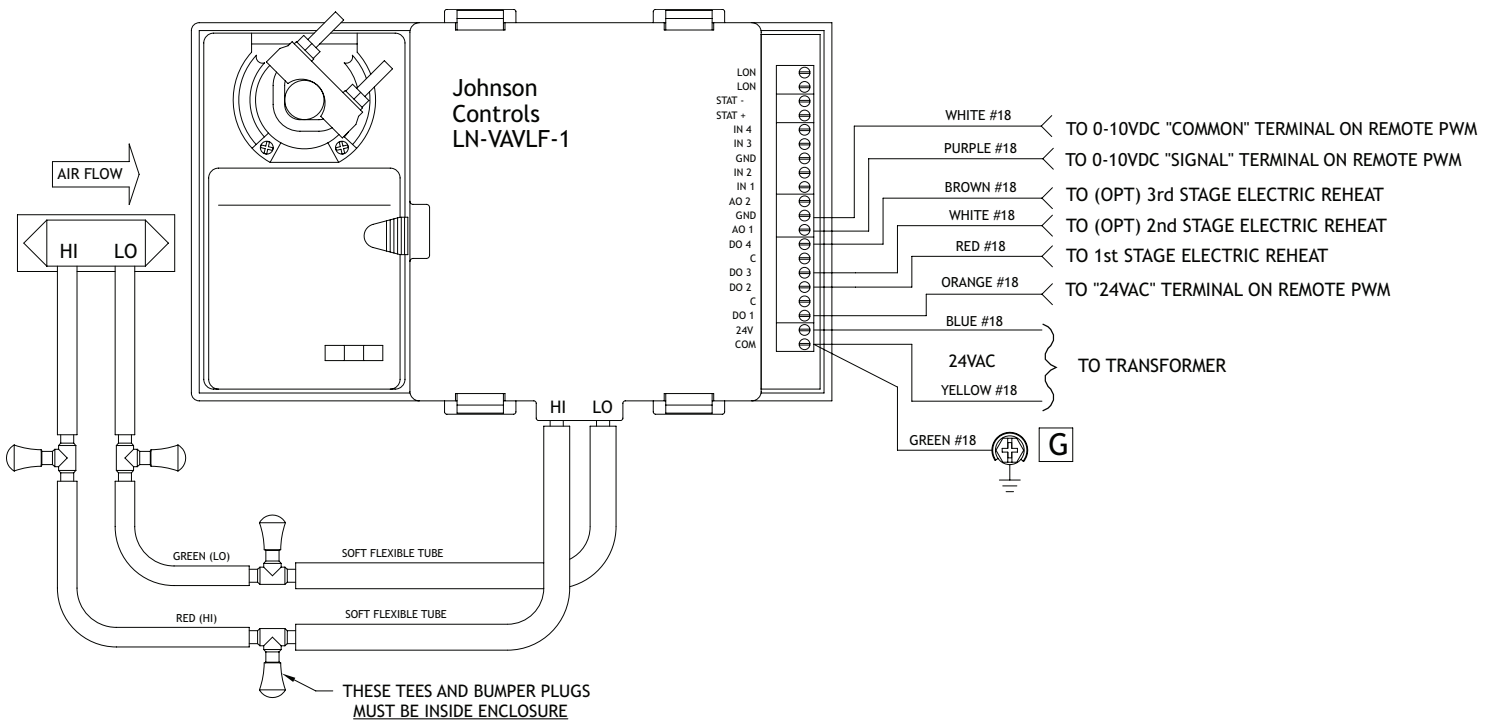 Johnson
Controls
LN-VAVLF-1
AIR FLOW
HI LO
LON
LON
STAT -
STAT +
IN 4
IN 3
GND
IN 2
IN 1
AO 2
GND
AO 1
DO 4
C
DO 3
DO 2
C
DO 1
24V
COM
WHITE #18 TO 0-10VDC "COMMON" TERMINAL ON REMOTE PWM
PURPLE #18 TO 0-10VDC "SIGNAL" TERMINAL ON REMOTE PWM
BROWN #18 TO (OPT) 3rd STAGE ELECTRIC REHEAT
WHITE #18 TO (OPT) 2nd STAGE ELECTRIC REHEAT
RED #18 TO 1st STAGE ELECTRIC REHEAT
ORANGE #18 TO "24VAC" TERMINAL ON REMOTE PWM
BLUE #18
24VAC TO TRANSFORMER
YELLOW #18
GREEN #18 G
HI LO
GREEN (LO) SOFT FLEXIBLE TUBE
RED (HI) SOFT FLEXIBLE TUBE
THESE TEES AND BUMPER PLUGS
MUST BE INSIDE ENCLOSURE